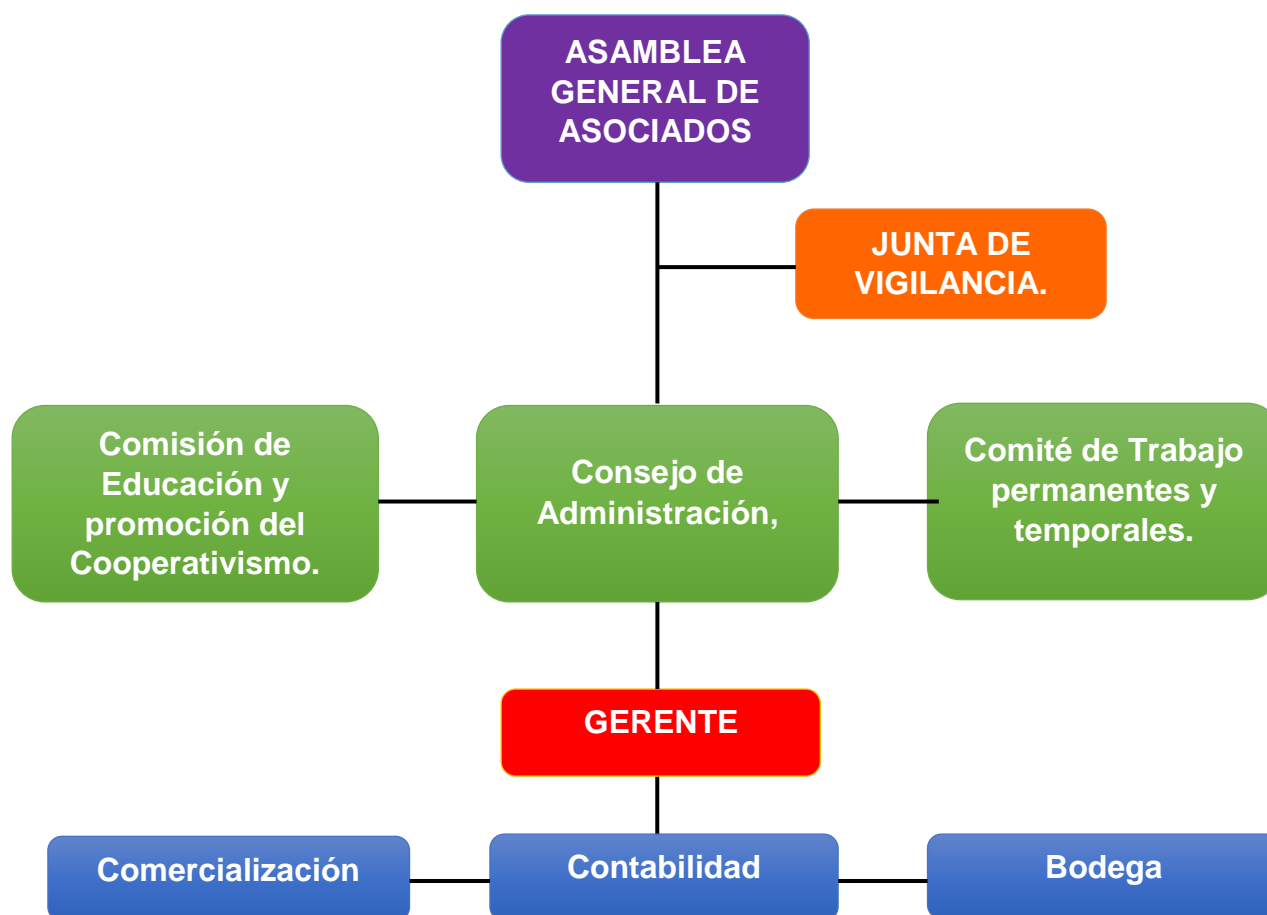 ASAMBLEA
GENERAL DE
ASOCIADOS
JUNTA DE
VIGILANCIA.
Comisión de
Educación y
promoción del
Cooperativismo.
Consejo de
Administración,
Comité de Trabajo
permanentes y
temporales.
GERENTE
Comercialización
Contabilidad
Bodega